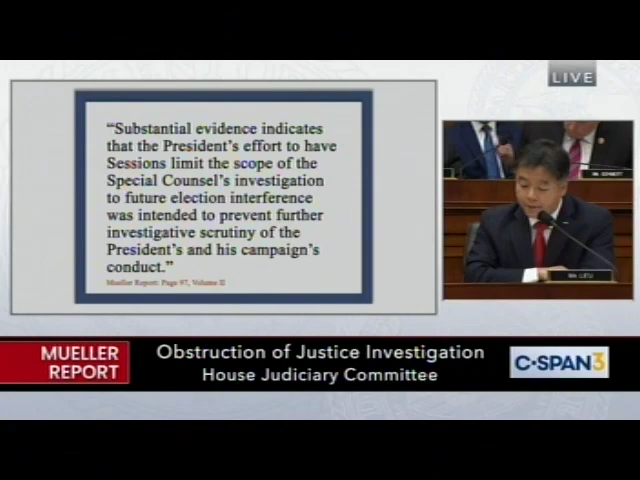 LIVE
“Substantial evidence indicates
that the President’s effort to have
Sessions limit the scope of the
Special Counsel’s investigation
to future election interference
was intended to prevent further
investigative scrutiny of the
President’s and his campaign’s
conduct.”
Mueller Report: Page 97, Volume II
MR. LIEU
MUELLER
REPORT
Obstruction of Justice Investigation
House Judiciary Committee
C-SPAN3